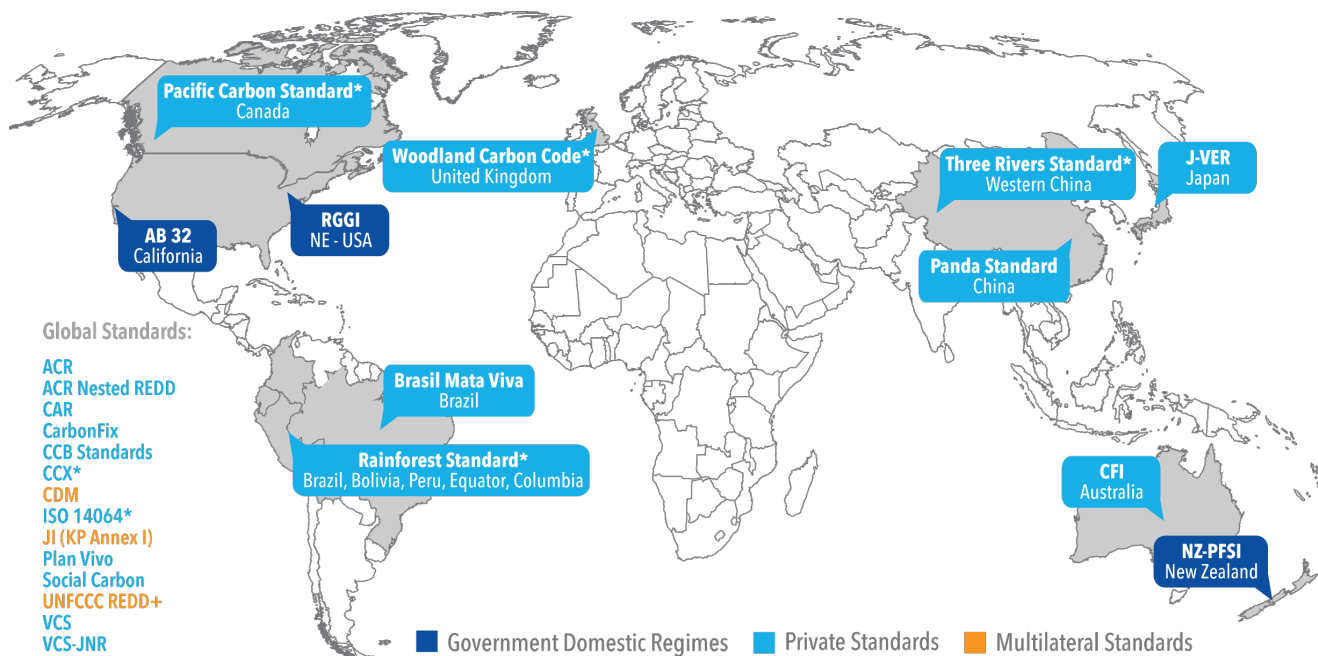 Pacific Carbon Standard*
Canada
Woodland Carbon Code*
United Kingdom
Three Rivers Standard*
Western China
J-VER
Japan
AB 32
California
RGGI
NE - USA
Panda Standard
China
Brasil Mata Viva
Brazil
Rainforest Standard*
Brazil, Bolivia, Peru, Equator, Columbia
CFI
Australia
NZ-PFSI
New Zealand
Global Standards:
ACR
ACR Nested REDD
CAR
CarbonFix
CCB Standards
CCX*
CDM
ISO 14064*
JI (KP Annex I)
Plan Vivo
Social Carbon
UNFCCC REDD+
VCS
VCS-JNR
Government Domestic Regimes
Private Standards
Multilateral Standards